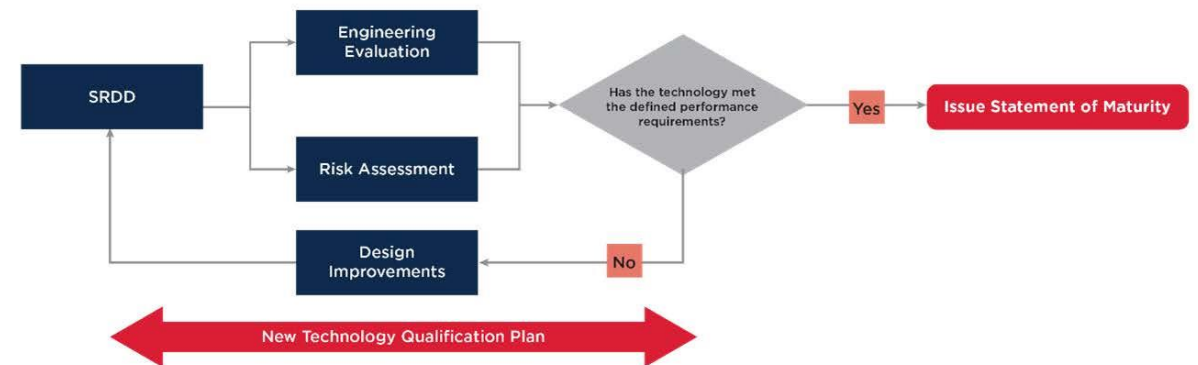 Engineering
Evaluation
SRDD
Has the technology met
the defined performance
requirements?
Yes
Issue Statement of Maturity
Risk Assessment
Design
Improvements
No
New Technology Qualification Plan